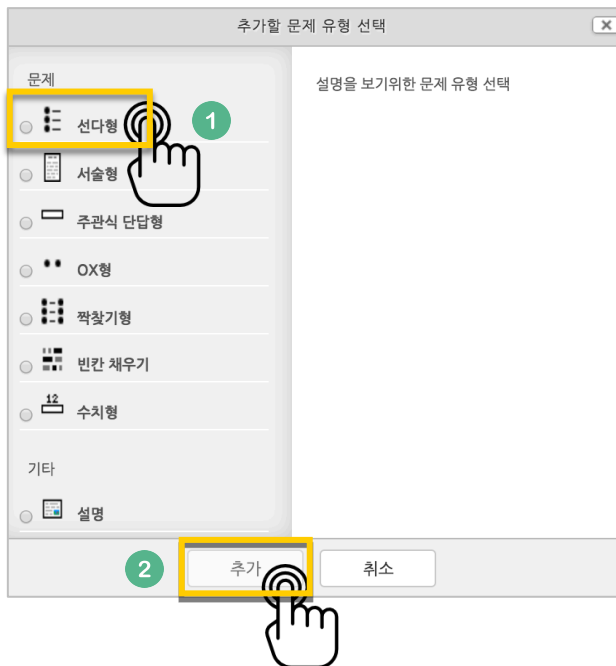 추가할 문제 유형 선택
X
문제
설명을 보기위한 문제 유형 선택
선다형
1
서술형
주관식 단답형
OX형
짝찾기형
빈칸 채우기
12
수치형
기타
설명
2
추가
취소